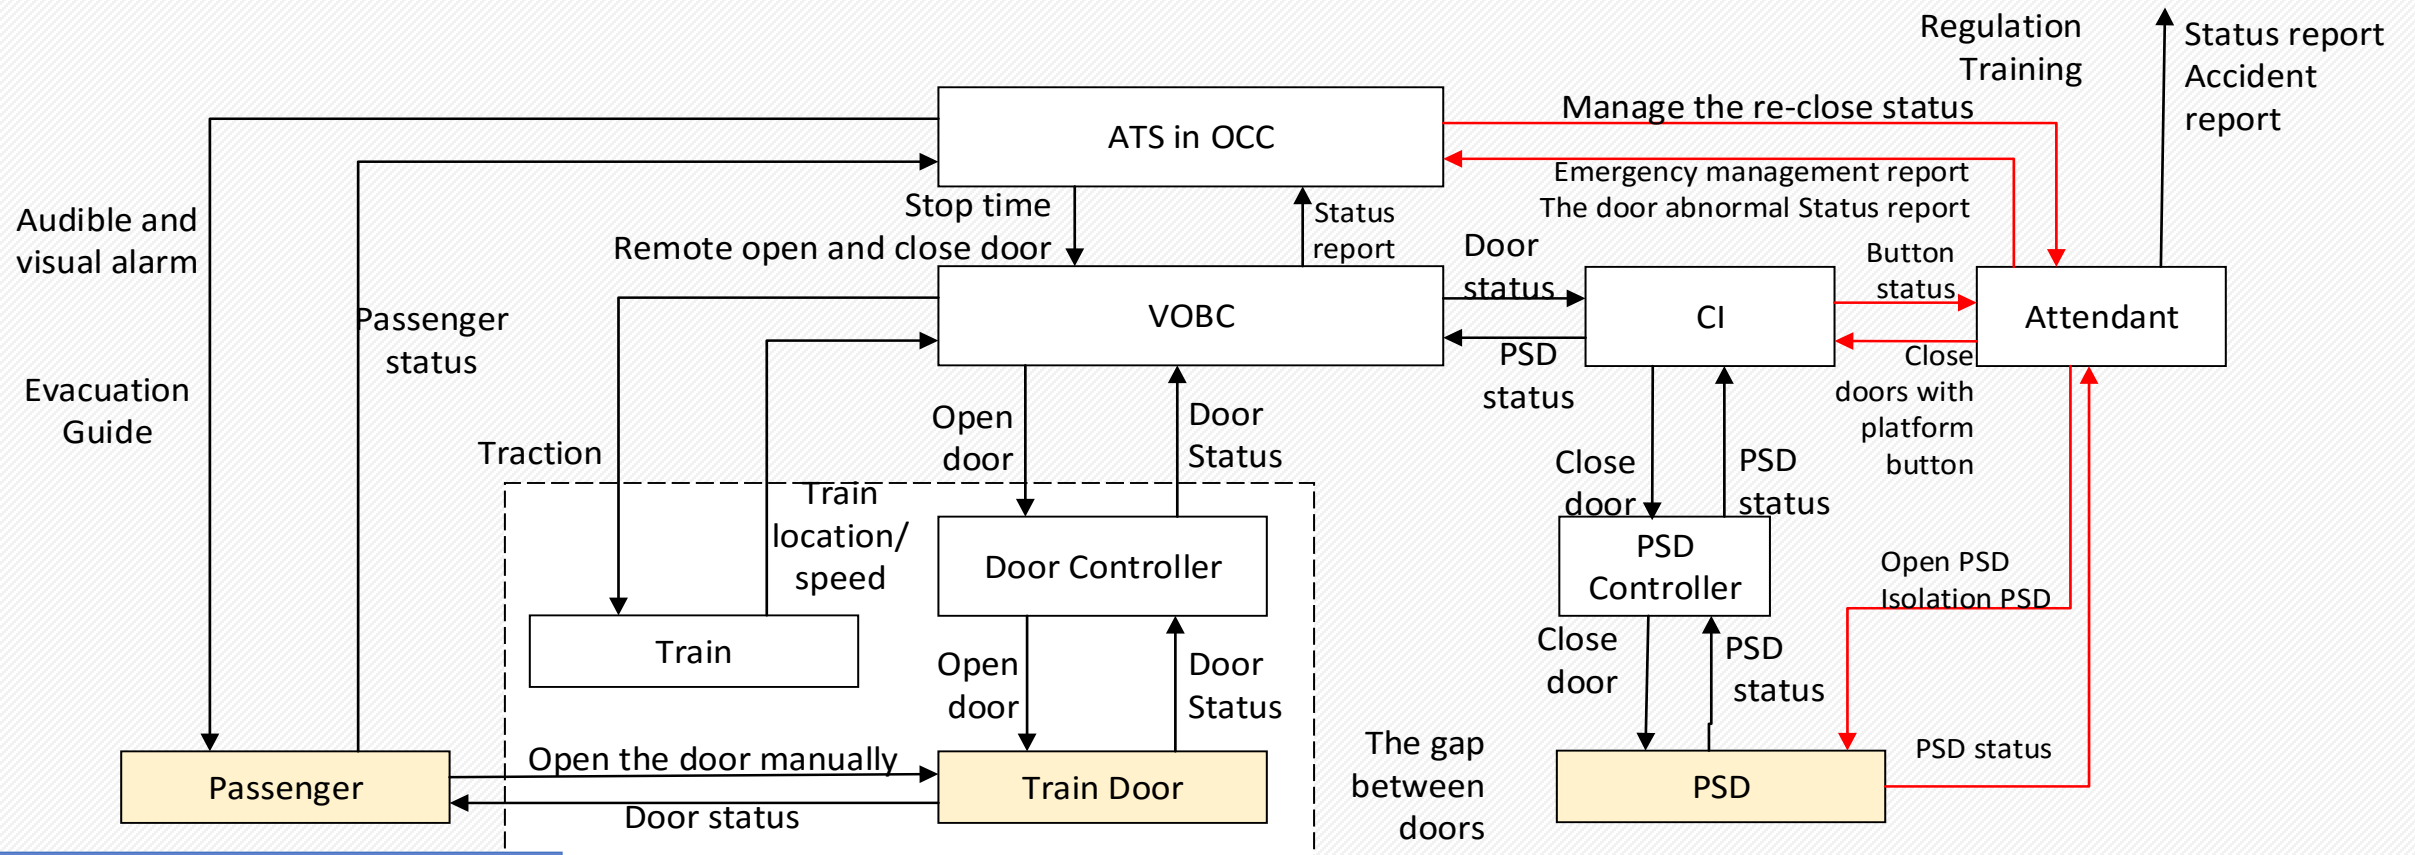 Regulation
Training
Status report
Accident
report
ATS in OCC
Manage the re-close status
Emergency management report
The door abnormal Status report
Audible and
visual alarm
Stop time
Remote open and close door
Status
report
Door
status
Button
status
Passenger
status
VOBC
CI
Attendant
PSD
status
Close
doors with
platform
button
Evacuation
Guide
Open
door
Door
Status
Traction
Close
door
PSD
status
Train
location/
speed
Door Controller
PSD
Controller
Open PSD
Isolation PSD
Train
Open
door
Door
Status
Close
door
PSD
status
Open the door manually
The gap
between
doors
PSD status
Passenger
Train Door
PSD
Door status